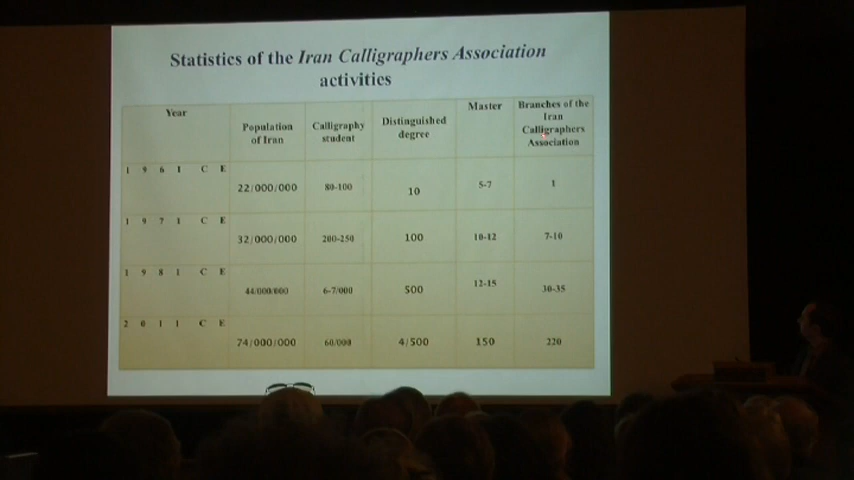 Statistics of the Iran Calligraphers Association
activities
Year
Population
of Iran
Calligraphy
student
Distinguished
degree
Master
Branches of the
Iran
Calligraphers
Association
1 9 6 1 C E
22/000/000
80-100
10
5-7
1
1 9 7 1 C E
32/000/000
200-250
100
10-12
7-10
1 9 8 1 C E
44/000/000
6-7/000
500
12-15
30-35
2 0 1 1 C E
74/000/000
60/000
4/500
150
220